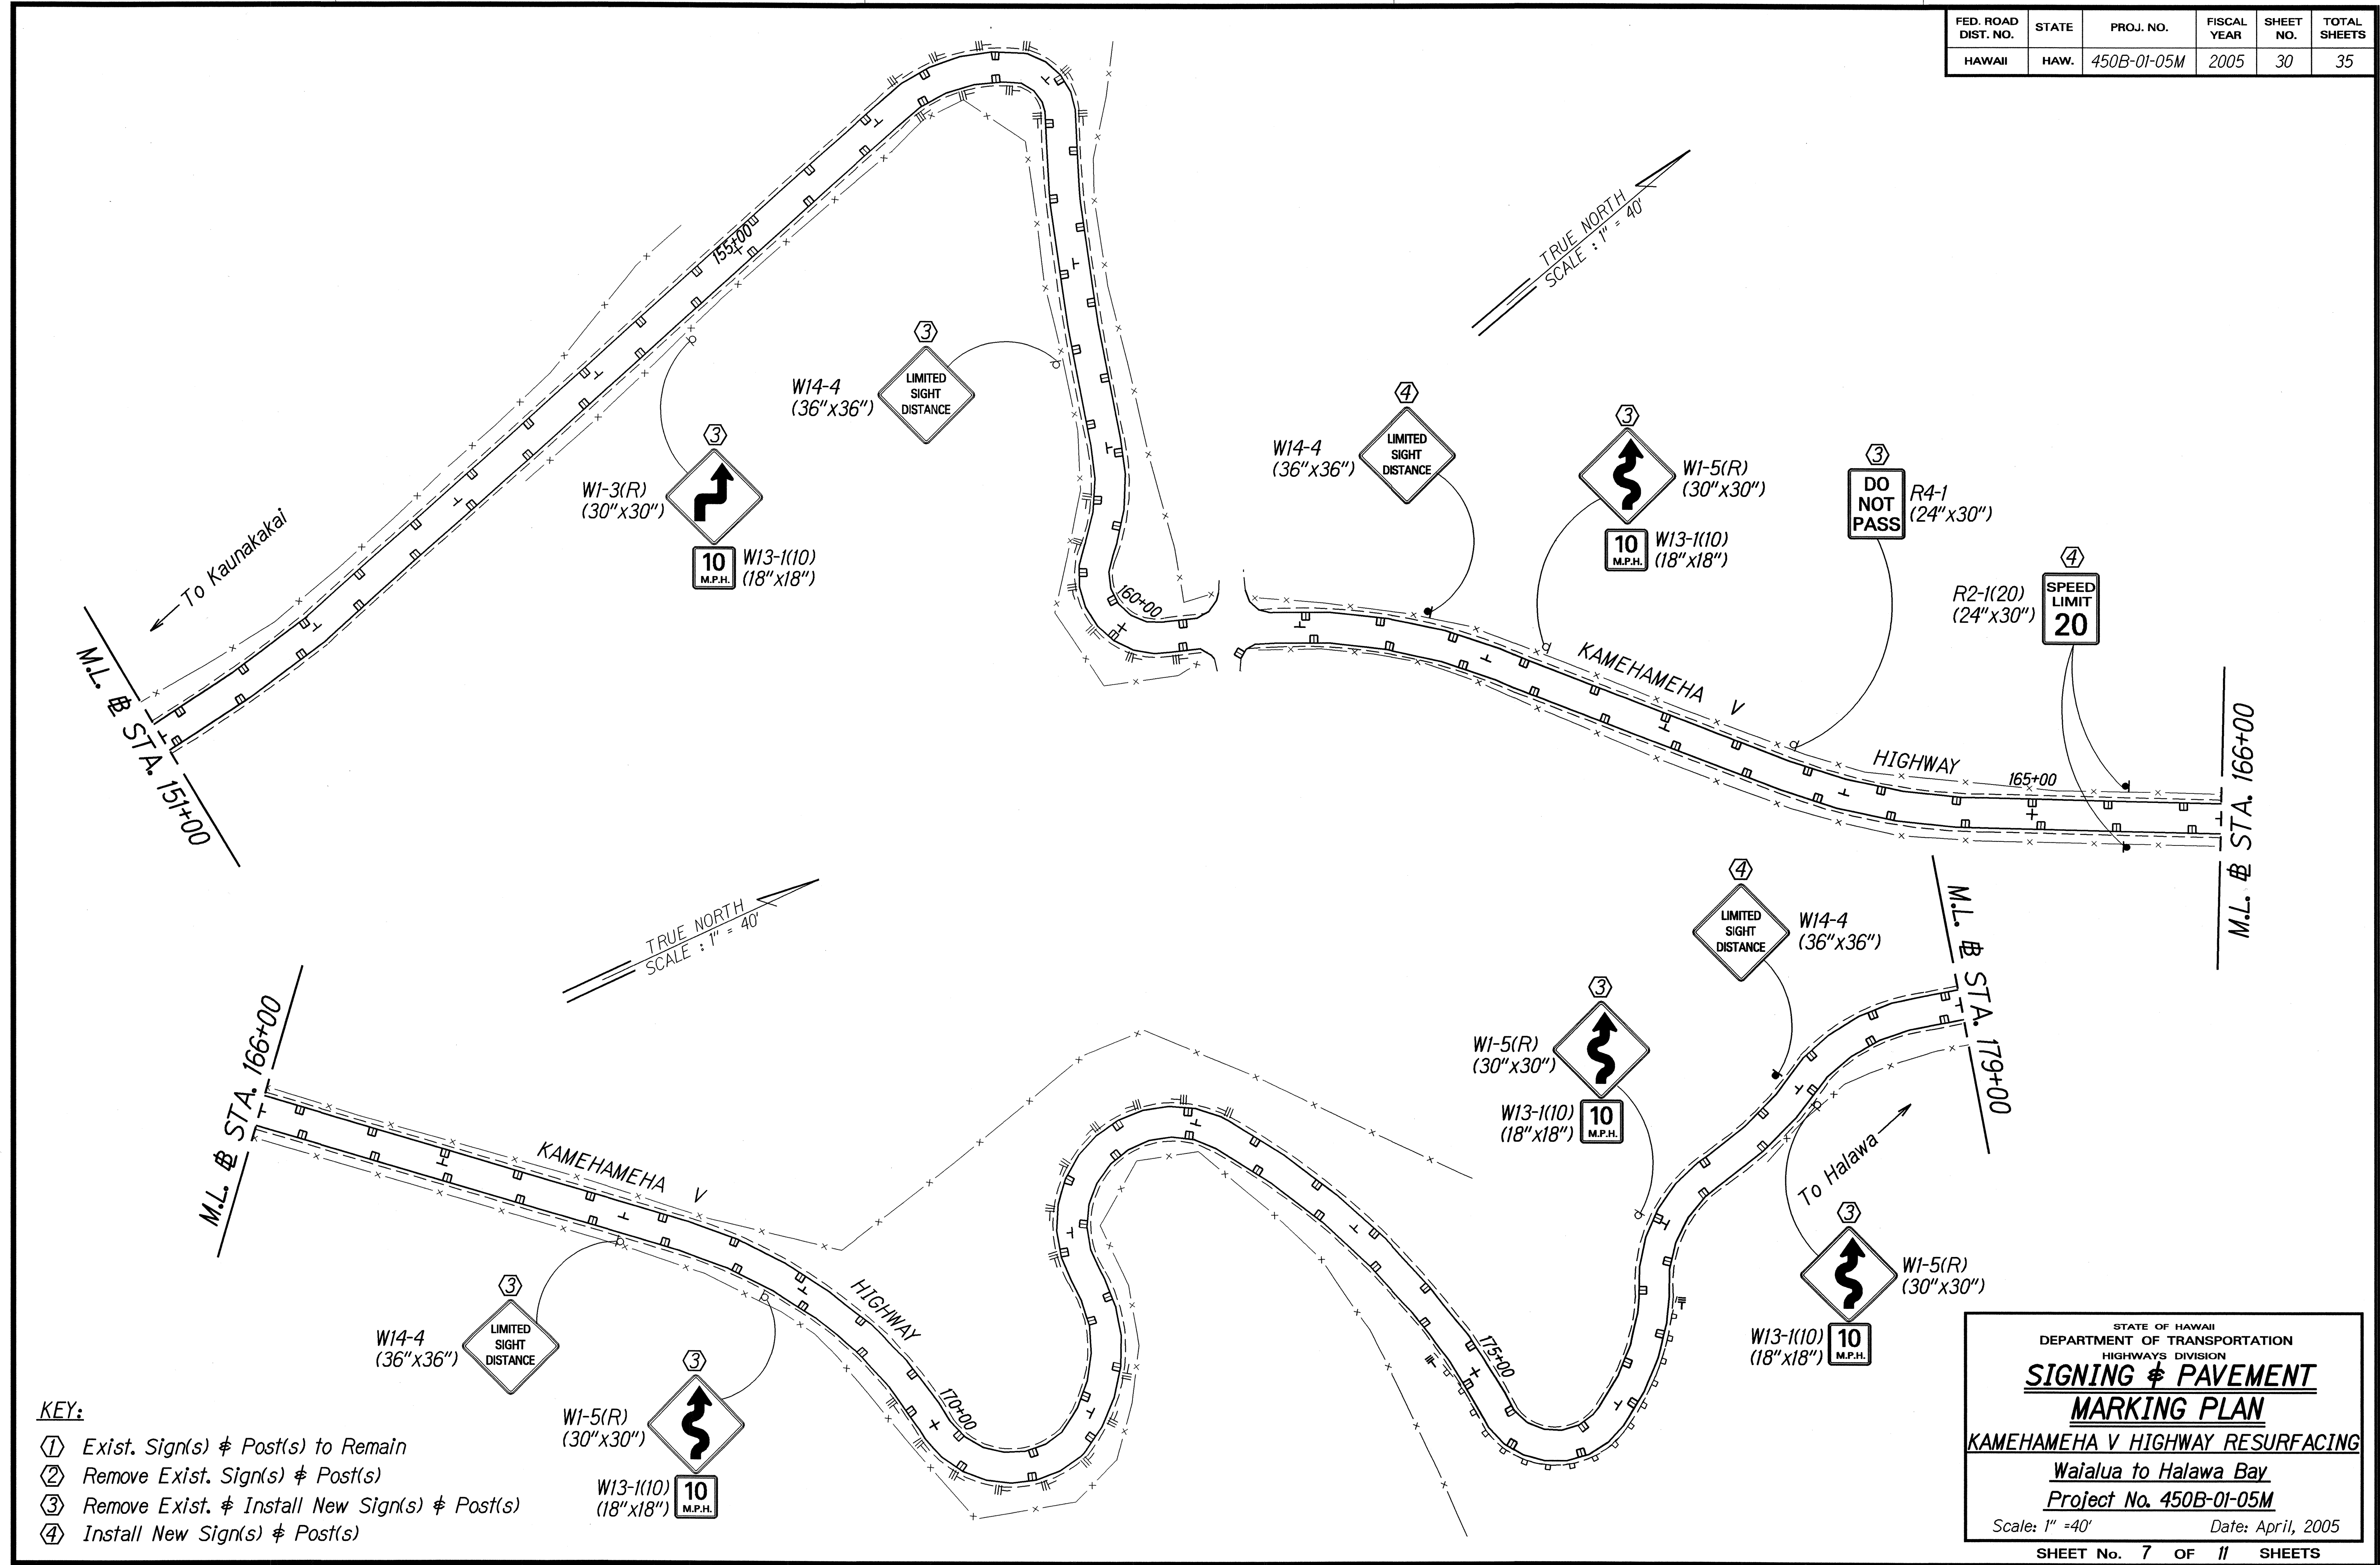 FED. ROAD DIST. NO. STATE PROJ. NO. FISCAL YEAR SHEET NO. TOTAL SHEETS
HAWAII HAW. 450B-01-05M 2005 30 35
TRUE NORTH
SCALE : 1" = 40'
155+00
To Kaunakakai
M.L. B STA. 151+00
3
LIMITED
SIGHT
DISTANCE
W14-4
(36"x36")
3
W1-3(R)
(30"x30")
10
M.P.H.
W13-1(10)
(18"x18")
160+00
4
LIMITED
SIGHT
DISTANCE
W14-4
(36"x36")
3
W1-5(R)
(30"x30")
10
M.P.H.
W13-1(10)
(18"x18")
3
DO
NOT
PASS
R4-1
(24"x30")
4
SPEED
LIMIT
20
R2-1(20)
(24"x30")
KAMEHAMEHA V HIGHWAY
165+00
M.L. B STA. 166+00
TRUE NORTH
SCALE : 1" = 40'
M.L. B STA. 166+00
KAMEHAMEHA V HIGHWAY
3
LIMITED
SIGHT
DISTANCE
W14-4
(36"x36")
3
W1-5(R)
(30"x30")
W13-1(10)
(18"x18")
10
M.P.H.
170+00
175+00
3
W1-5(R)
(30"x30")
W13-1(10)
(18"x18")
10
M.P.H.
4
LIMITED
SIGHT
DISTANCE
W14-4
(36"x36")
M.L. B STA. 179+00
To Halawa
3
W1-5(R)
(30"x30")
W13-1(10)
(18"x18")
10
M.P.H.
KEY:
1 Exist. Sign(s) & Post(s) to Remain
2 Remove Exist. Sign(s) & Post(s)
3 Remove Exist. & Install New Sign(s) & Post(s)
4 Install New Sign(s) & Post(s)
STATE OF HAWAII
DEPARTMENT OF TRANSPORTATION
HIGHWAYS DIVISION
SIGNING & PAVEMENT
MARKING PLAN
KAMEHAMEHA V HIGHWAY RESURFACING
Waialua to Halawa Bay
Project No. 450B-01-05M
Scale: 1" =40' Date: April, 2005
SHEET No. 7 OF 11 SHEETS